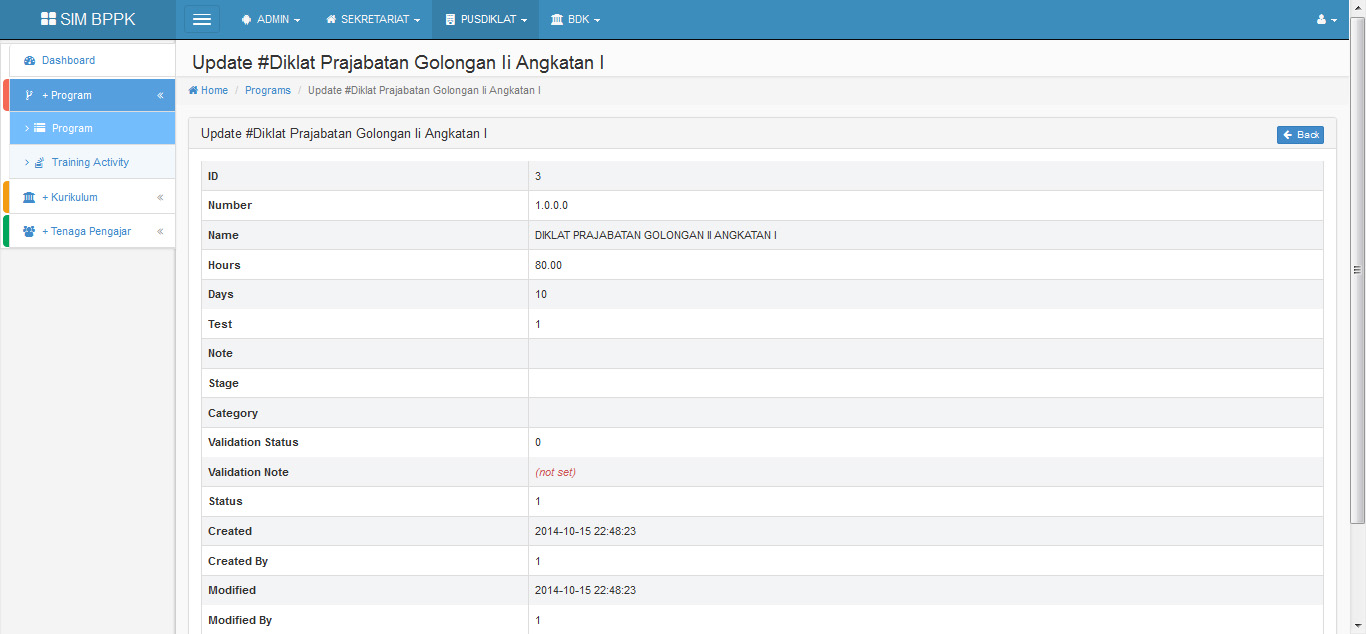 SIM BPPK
ADMIN SEKRETARIAT PUSDIKLAT BDK
Dashboard
+ Program «
> Program
> Training Activity
+ Kurikulum «
+ Tenaga Pengajar «
Update #Diklat Prajabatan Golongan Ii Angkatan I
Home / Programs / Update #Diklat Prajabatan Golongan Ii Angkatan I
Update #Diklat Prajabatan Golongan Ii Angkatan I
Back
ID 3
Number 1.0.0.0
Name DIKLAT PRAJABATAN GOLONGAN II ANGKATAN I
Hours 80.00
Days 10
Test 1
Note
Stage
Category
Validation Status 0
Validation Note (not set)
Status 1
Created 2014-10-15 22:48:23
Created By 1
Modified 2014-10-15 22:48:23
Modified By 1